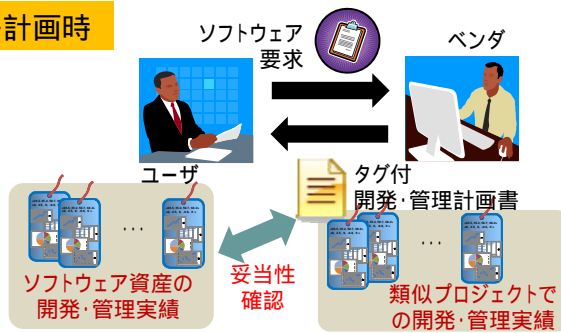 計画時
ソフトウェア
要求
ベンダ
ユーザ
タグ付
開発・管理計画書
...
...
ソフトウェア資産の
開発・管理実績
妥当性
確認
類似プロジェクトで
の開発・管理実績